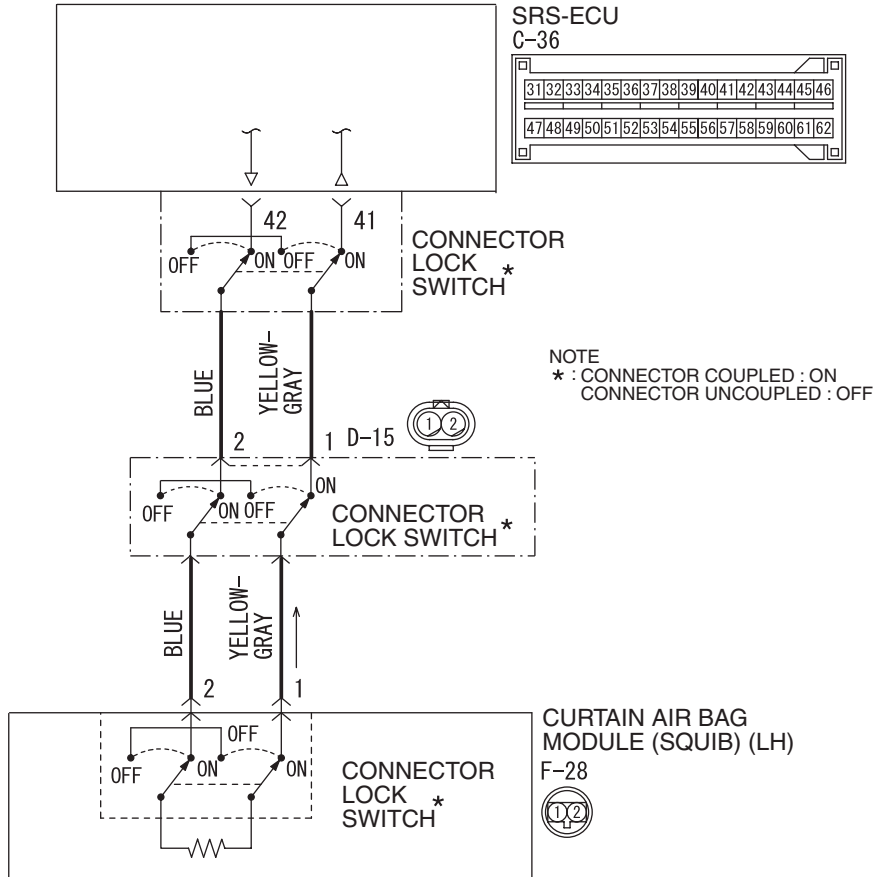 SRS-ECU
C-36
31 32 33 34 35 36 37 38 39 40 41 42 43 44 45 46
47 48 49 50 51 52 53 54 55 56 57 58 59 60 61 62
42 41
OFF ON OFF ON
CONNECTOR
LOCK
SWITCH*
BLUE
YELLOW-
GRAY
NOTE
* : CONNECTOR COUPLED : ON
CONNECTOR UNCOUPLED : OFF
2 1 D-15
1 2
OFF ON OFF ON
CONNECTOR
LOCK SWITCH*
BLUE
YELLOW-
GRAY
2 1
CURTAIN AIR BAG
MODULE (SQUIB) (LH)
F-28
1 2
OFF ON OFF ON
CONNECTOR
LOCK
SWITCH*